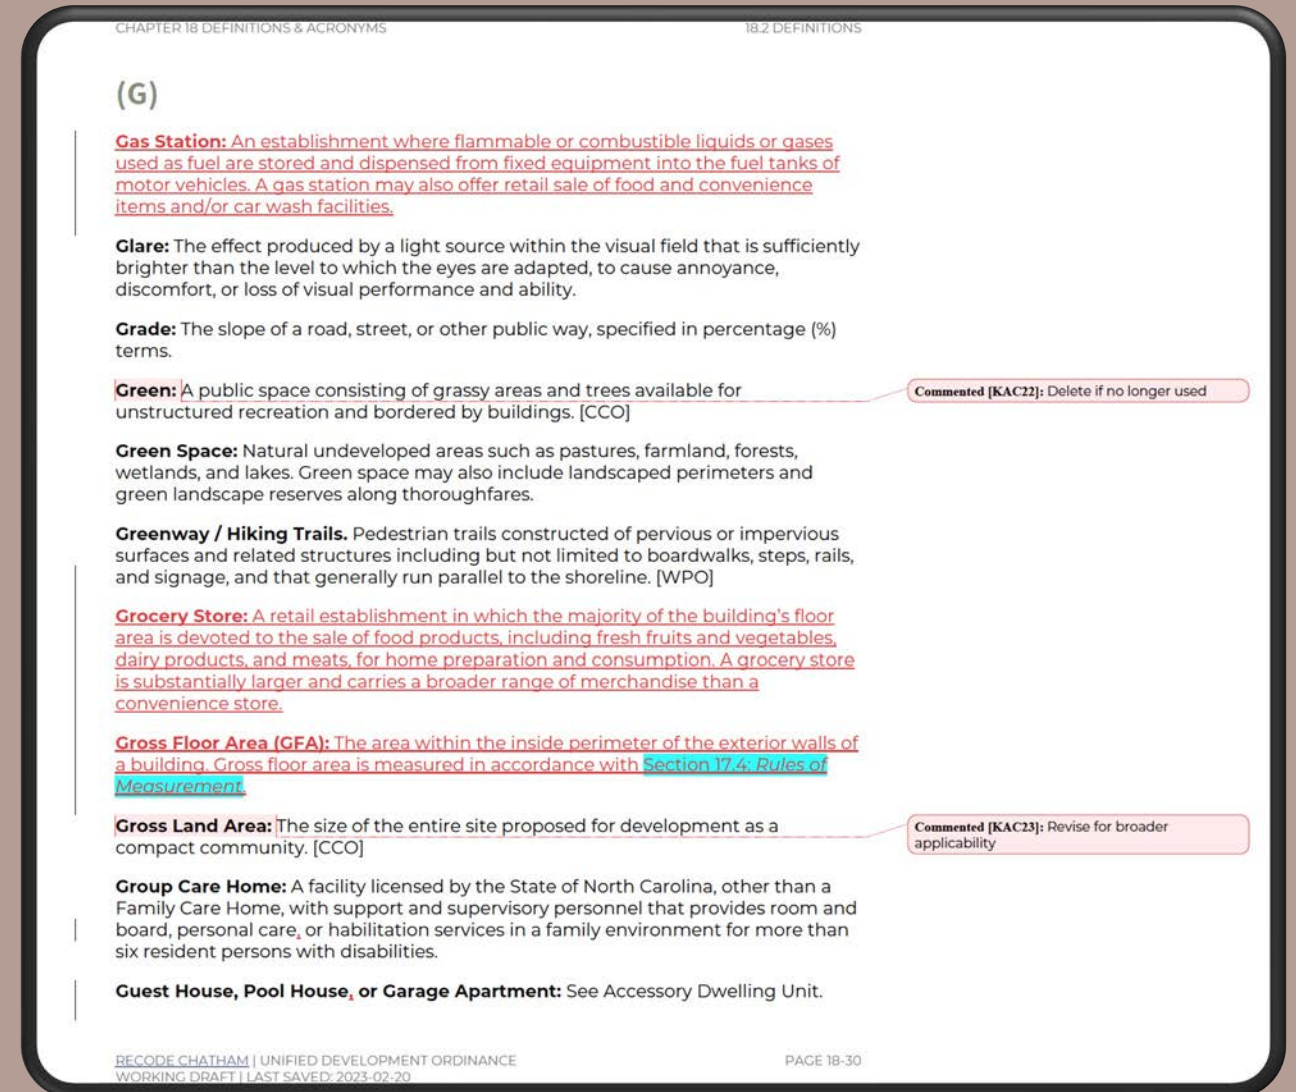 CHAPTER 18 DEFINITIONS & ACRONYMS 18.2 DEFINITIONS
(G)
Gas Station: An establishment where flammable or combustible liquids or gases
used as fuel are stored and dispensed from fixed equipment into the fuel tanks of
motor vehicles. A gas station may also offer retail sale of food and convenience
items and/or car wash facilities.
Glare: The effect produced by a light source within the visual field that is sufficiently
brighter than the level to which the eyes are adapted, to cause annoyance,
discomfort, or loss of visual performance and ability.
Grade: The slope of a road, street, or other public way, specified in percentage (%)
terms.
Green: A public space consisting of grassy areas and trees available for
unstructured recreation and bordered by buildings. [CCO]
Commented [KAC22]: Delete if no longer used
Green Space: Natural undeveloped areas such as pastures, farmland, forests,
wetlands, and lakes. Green space may also include landscaped perimeters and
green landscape reserves along thoroughfares.
Greenway / Hiking Trails. Pedestrian trails constructed of pervious or impervious
surfaces and related structures including but not limited to boardwalks, steps, rails,
and signage, and that generally run parallel to the shoreline. [WPO]
Grocery Store: A retail establishment in which the majority of the building's floor
area is devoted to the sale of food products, including fresh fruits and vegetables,
dairy products, and meats, for home preparation and consumption. A grocery store
is substantially larger and carries a broader range of merchandise than a
convenience store.
Gross Floor Area (GFA): The area within the inside perimeter of the exterior walls of
a building. Gross floor area is measured in accordance with Section 17.4: Rules of
Measurement.
Gross Land Area: The size of the entire site proposed for development as a
compact community. [CCO]
Commented [KAC23]: Revise for broader
applicability
Group Care Home: A facility licensed by the State of North Carolina, other than a
Family Care Home, with support and supervisory personnel that provides room and
board, personal care, or habilitation services in a family environment for more than
six resident persons with disabilities.
Guest House, Pool House, or Garage Apartment: See Accessory Dwelling Unit.
RECODE CHATHAM | UNIFIED DEVELOPMENT ORDINANCE PAGE 18-30
WORKING DRAFT | LAST SAVED: 2023-02-20